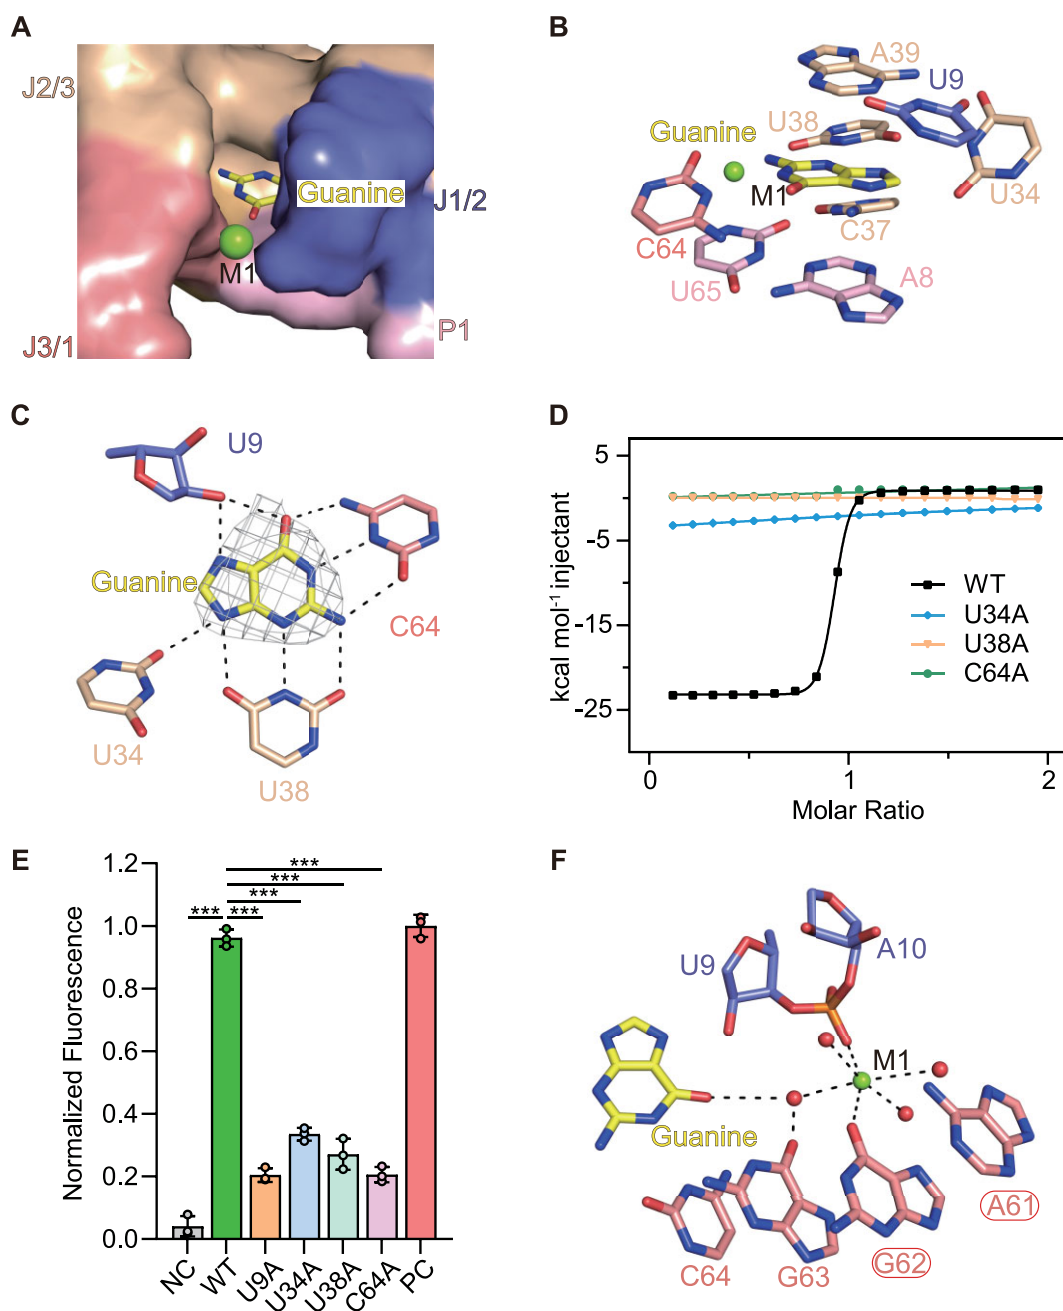 A
J2/3
Guanine
J1/2
M1
P1
J3/1
B
A39
U9
U38
Guanine
U34
M1
C37
C64
U65
A8
C
U9
Guanine
C64
U34
U38
D
kcal mol⁻¹ injectant
5
-5
-15
-25
WT
U34A
U38A
C64A
0
1
2
Molar Ratio
E
Normalized Fluorescence
1.2
1.0
0.8
0.6
0.4
0.2
0.0
***
***
***
*** ***
NC WT U9A U34A U38A C64A PC
F
A10
U9
M1
Guanine
A61
G62
C64 G63